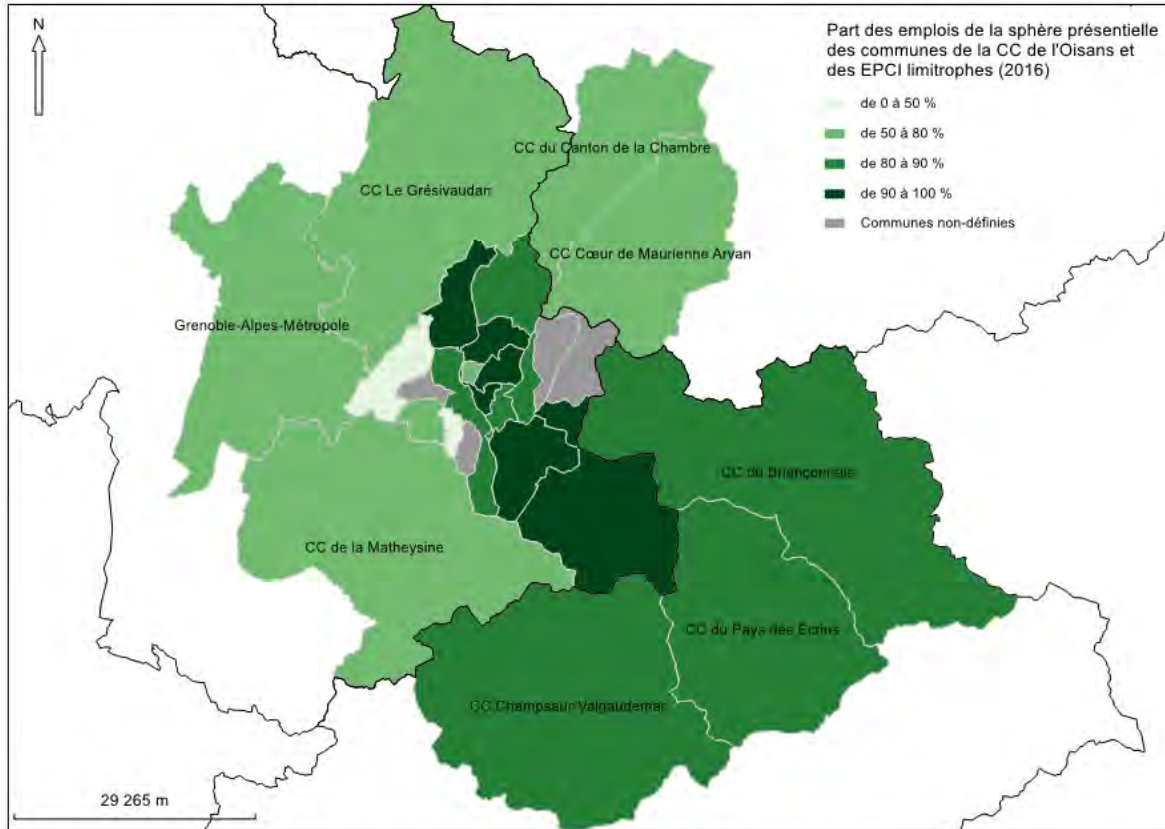 N
Part des emplois de la sphère présentielle
des communes de la CC de l'Oisans et
des EPCI limitrophes (2016)
de 0 à 50 %
de 50 à 80 %
de 80 à 90 %
de 90 à 100 %
Communes non-définies
CC du Canton de la Chambre
CC Le Grésivaudan
CC Cœur de Maurienne Arvan
Grenoble-Alpes-Métropole
CC du Briançonnais
CC de la Matheysine
CC du Pays des Écrins
CC Champsaur Valgaudemar
29 265 m